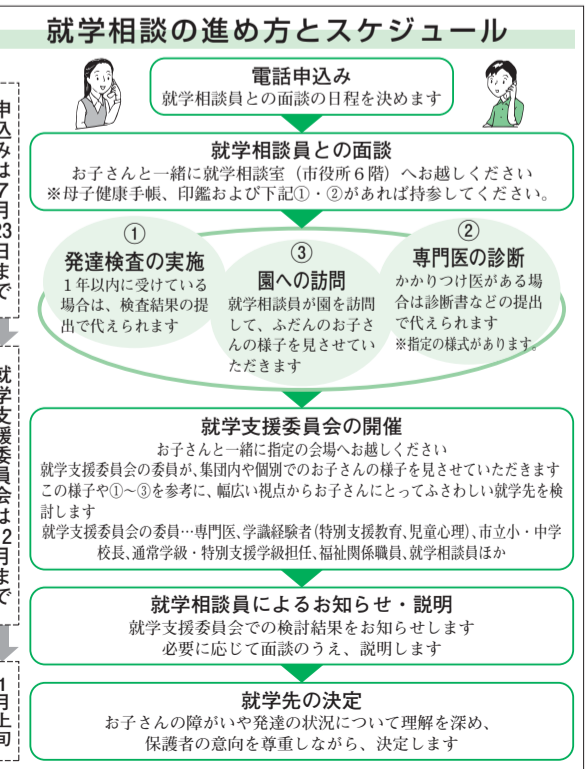 就学相談の進め方とスケジュール
電話申込み
就学相談員との面談の日程を決めます
就学相談員との面談
お子さんと一緒に就学相談室（市役所６階）へお越しください
※母子健康手帳、印鑑および下記①・②があれば持参してください。
①
発達検査の実施
１年以内に受けている
場合は、検査結果の提
出で代えられます
③
園への訪問
就学相談員が園を訪問
して、ふだんのお子さ
んの様子を見させてい
ただきます
②
専門医の診断
かかりつけ医がある場
合は診断書などの提出
で代えられます
※指定の様式があります。
就学支援委員会の開催
お子さんと一緒に指定の会場へお越しください
就学支援委員会の委員が、集団内や個別でのお子さんの様子を見させていただきます
この様子や①～③を参考に、幅広い視点からお子さんにとってふさわしい就学先を検
討します
就学支援委員会の委員…専門医、学識経験者（特別支援教育、児童心理）、市立小・中学
校長、通常学級・特別支援学級担任、福祉関係職員、就学相談員ほか
就学相談員によるお知らせ・説明
就学支援委員会での検討結果をお知らせします
必要に応じて面談のうえ、説明します
就学先の決定
お子さんの障がいや発達の状況について理解を深め、
保護者の意向を尊重しながら、決定します
申込みは7月23日まで
就学支援委員会は12月まで
1月上旬